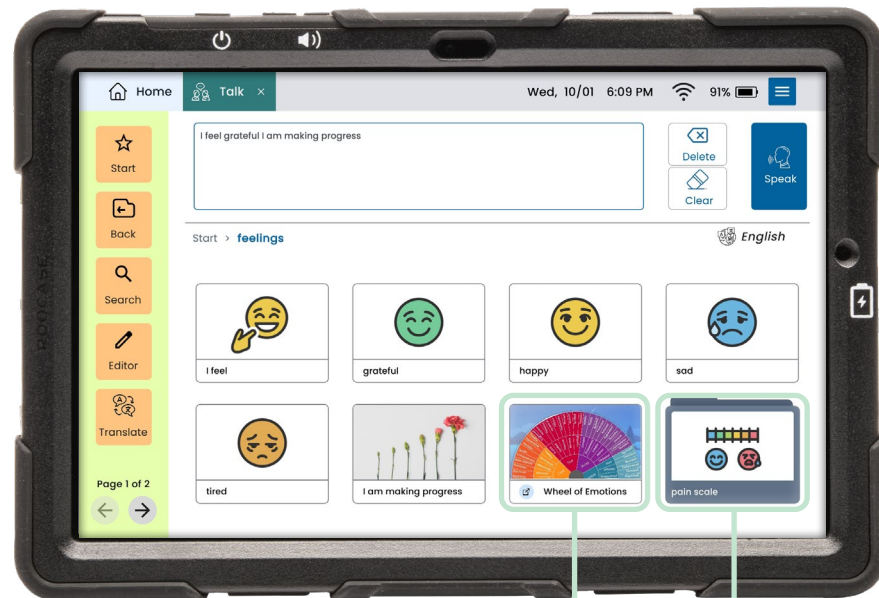 Home
Talk ×
Wed, 10/01 6:09 PM
91%
Start
Back
Search
Editor
Translate
Page 1 of 2
I feel grateful I am making progress
Delete
Clear
Speak
Start > feelings
English
I feel
grateful
happy
sad
tired
I am making progress
Wheel of Emotions
pain scale